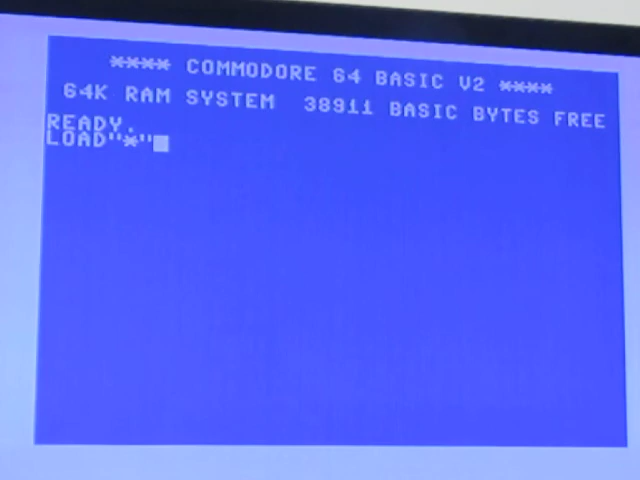 **** COMMODORE 64 BASIC V2 ****
64K RAM SYSTEM 38911 BASIC BYTES FREE
READY.
LOAD"*"